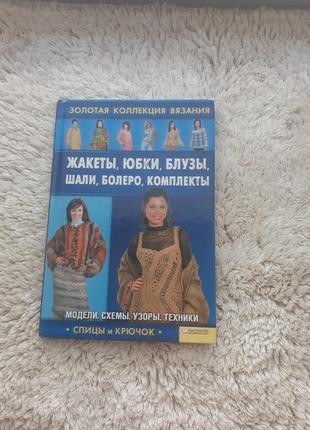 ЗОЛОТАЯ КОЛЛЕКЦИЯ ВЯЗАНИЯ
ЖАКЕТЫ, ЮБКИ, БЛУЗЫ,
ШАЛИ, БОЛЕРО, КОМПЛЕКТЫ
МОДЕЛИ. СХЕМЫ. УЗОРЫ. ТЕХНИКИ
• СПИЦЫ и КРЮЧОК •